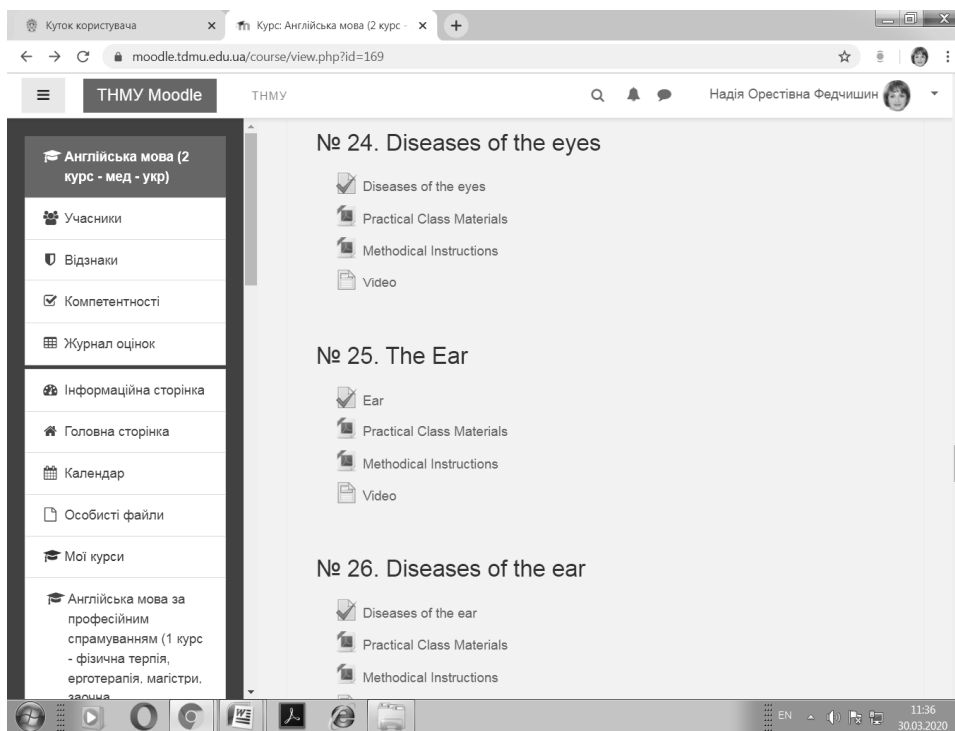 Куток користувача
Курс: Англійська мова (2 курс -
moodle.tdmu.edu.ua/course/view.php?id=169
ТНМУ Moodle
ТНМУ
Надія Орестівна Федчишин
Англійська мова (2
курс - мед - укр)
Учасники
Відзнаки
Компетентності
Журнал оцінок
Інформаційна сторінка
Головна сторінка
Календар
Особисті файли
Мої курси
Англійська мова за
професійним
спрамуванням (1 курс
- фізична терпія,
ерготерапія, магістри,
заочна
№ 24. Diseases of the eyes
Diseases of the eyes
Practical Class Materials
Methodical Instructions
Video
№ 25. The Ear
Ear
Practical Class Materials
Methodical Instructions
Video
№ 26. Diseases of the ear
Diseases of the ear
Practical Class Materials
Methodical Instructions
EN
11:36
30.03.2020